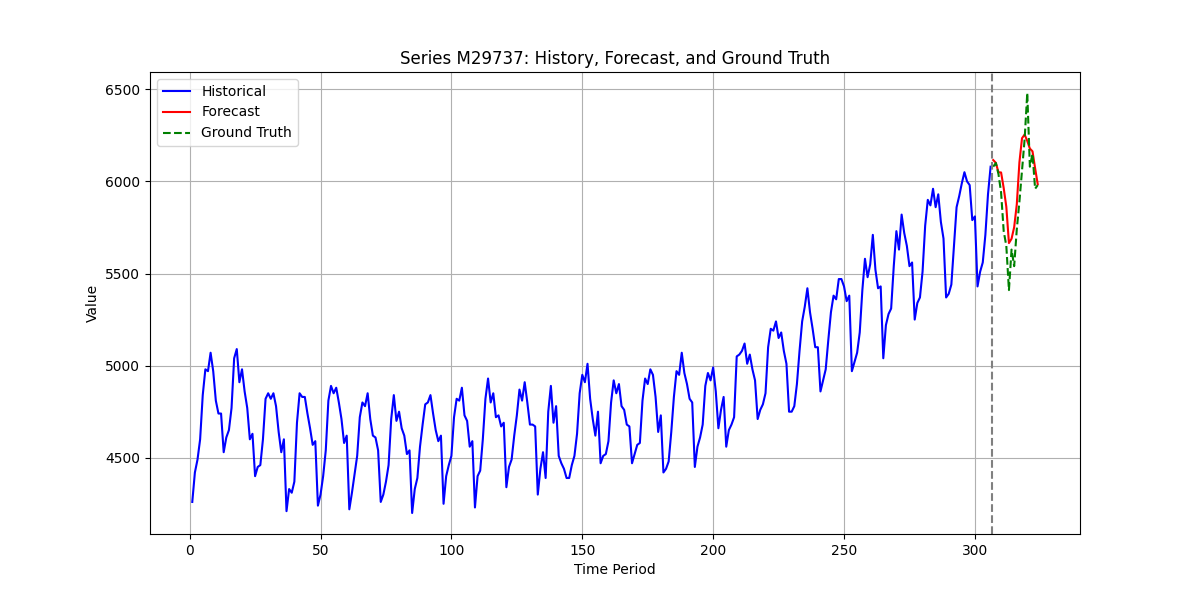 Series M29737: History, Forecast, and Ground Truth
Historical
Forecast
Ground Truth
6500
6000
5500
5000
4500
Value
0 50 100 150 200 250 300
Time Period